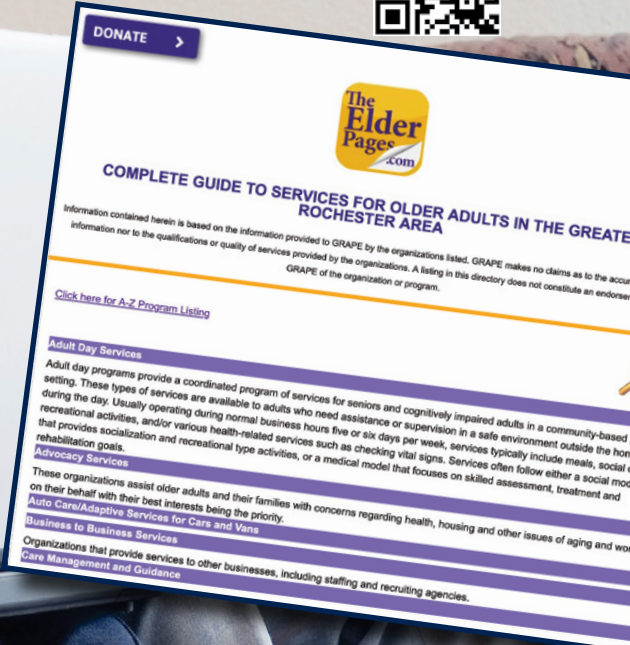 DONATE >
The
Elder
Pages
.com
COMPLETE GUIDE TO SERVICES FOR OLDER ADULTS IN THE GREATE
ROCHESTER AREA
Information contained herein is based on the information provided to GRAPE by the organizations listed. GRAPE makes no claims as to the accur
information nor to the qualifications or quality of services provided by the organizations. A listing in this directory does not constitute an endorse
GRAPE of the organization or program.
Click here for A-Z Program Listing
Adult Day Services
Adult day programs provide a coordinated program of services for seniors and cognitively impaired adults in a community-based
setting. These types of services are available to adults who need assistance or supervision in a safe environment outside the hom
during the day. Usually operating during normal business hours five or six days per week, services typically include meals, social
recreational activities, and/or various health-related services such as checking vital signs. Services often follow either a social mod
that provides socialization and recreational type activities, or a medical model that focuses on skilled assessment, treatment and
rehabilitation goals.
Advocacy Services
These organizations assist older adults and their families with concerns regarding health, housing and other issues of aging and wor
on their behalf with their best interests being the priority.
Auto Care/Adaptive Services for Cars and Vans
Business to Business Services
Organizations that provide services to other businesses, including staffing and recruiting agencies.
Care Management and Guidance